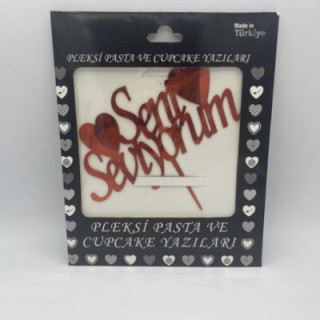 Made in
Türkiye
PLEKSİ PASTA VE CUPCAKE YAZILARI
Seni
Seviyorum
PLEKSİ PASTA VE
CUPCAKE YAZILARI